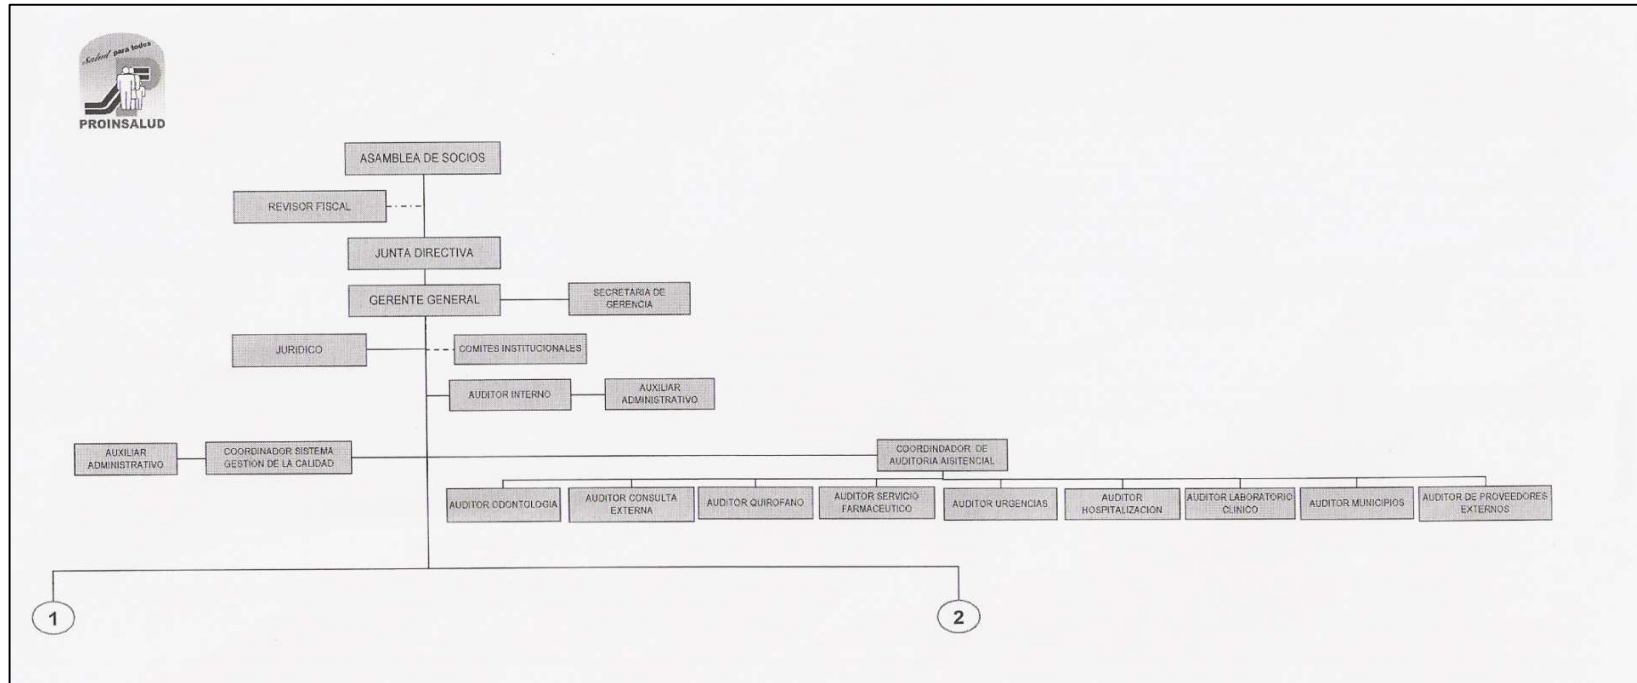 Salud para todos
PROINSALUD
ASAMBLEA DE SOCIOS
REVISOR FISCAL
JUNTA DIRECTIVA
GERENTE GENERAL
SECRETARIA DE
GERENCIA
JURIDICO
COMITES INSTITUCIONALES
AUDITOR INTERNO
AUXILIAR
ADMINISTRATIVO
AUXILIAR
ADMINISTRATIVO
COORDINADOR SISTEMA
GESTION DE LA CALIDAD
COORDINDADOR DE
AUDITORIA AISITENCIAL
AUDITOR ODONTOLOGIA
AUDITOR CONSULTA
EXTERNA
AUDITOR QUIROFANO
AUDITOR SERVICIO
FARMACEUTICO
AUDITOR URGENCIAS
AUDITOR
HOSPITALIZACION
AUDITOR LABORATORIO
CLINICO
AUDITOR MUNICIPIOS
AUDITOR DE PROVEEDORES
EXTERNOS
1
2